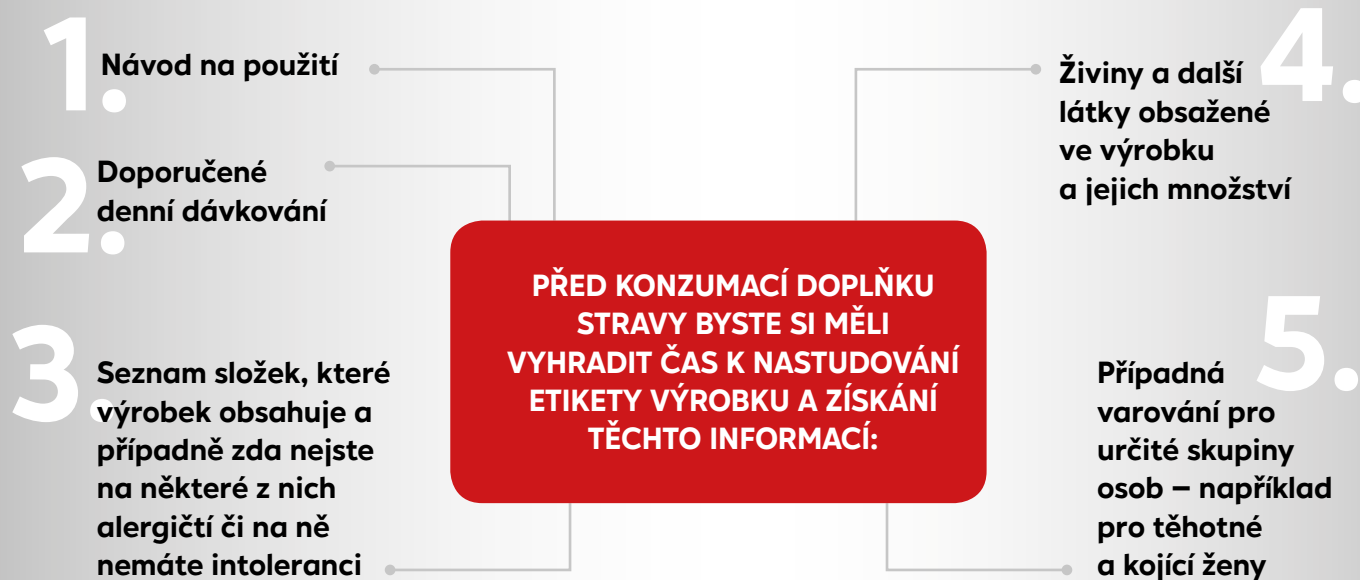 PŘED KONZUMACÍ DOPLŇKU
STRAVY BYSTE SI MĚLI
VYHRADIT ČAS K NASTUDOVÁNÍ
ETIKETY VÝROBKU A ZÍSKÁNÍ
TĚCHTO INFORMACÍ:
1. Návod na použití
2. Doporučené
denní dávkování
3. Seznam složek, které
výrobek obsahuje a
případně zda nejste
na některé z nich
alergičtí či na ně
nemáte intoleranci
4. Živiny a další
látky obsažené
ve výrobku
a jejich množství
5. Případná
varování pro
určité skupiny
osob – například
pro těhotné
a kojící ženy